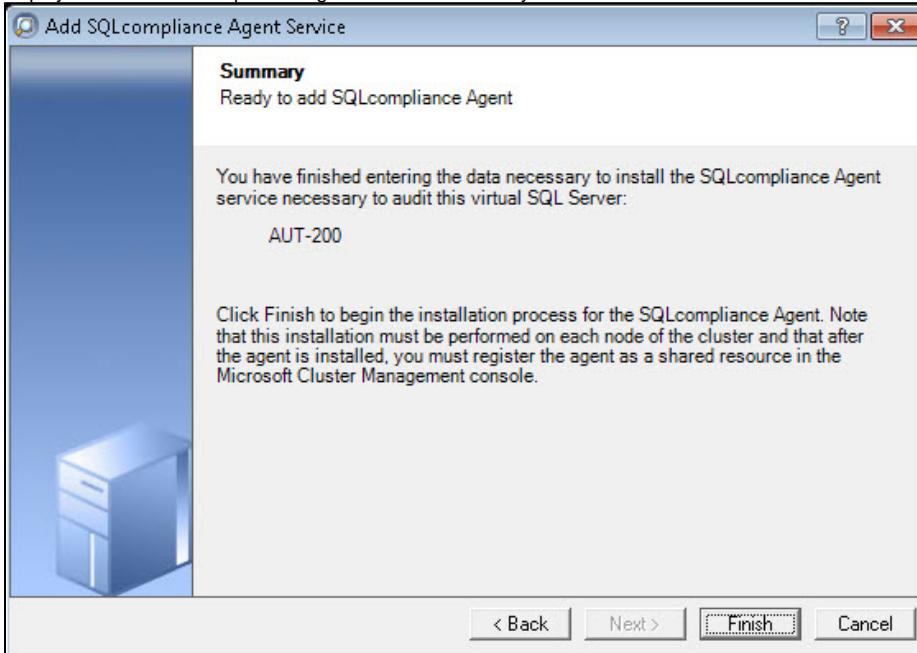 Add SQLcompliance Agent Service
Summary
Ready to add SQLcompliance Agent
You have finished entering the data necessary to install the SQLcompliance Agent
service necessary to audit this virtual SQL Server:
AUT-200
Click Finish to begin the installation process for the SQLcompliance Agent. Note
that this installation must be performed on each node of the cluster and that after
the agent is installed, you must register the agent as a shared resource in the
Microsoft Cluster Management console.
< Back Next > Finish Cancel